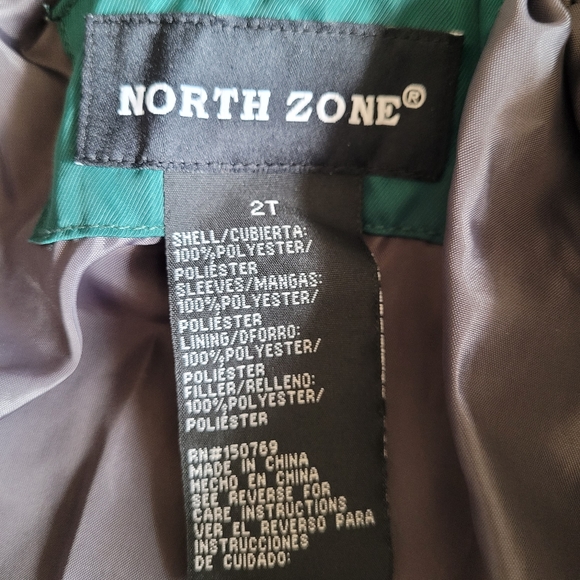 NORTH ZONE®
2T
SHELL/CUBIERTA:
100%POLYESTER/
POLIÉSTER
SLEEVES/MANGAS:
100%POLYESTER/
POLIÉSTER
LINING/DFORRO:
100%POLYESTER/
POLIÉSTER
FILLER/RELLENO:
100%POLYESTER/
POLIÉSTER
RN#150769
MADE IN CHINA
HECHO EN CHINA
SEE REVERSE FOR
CARE INSTRUCTIONS
VER EL REVERSO PARA
INSTRUCCIONES
DE CUIDADO: